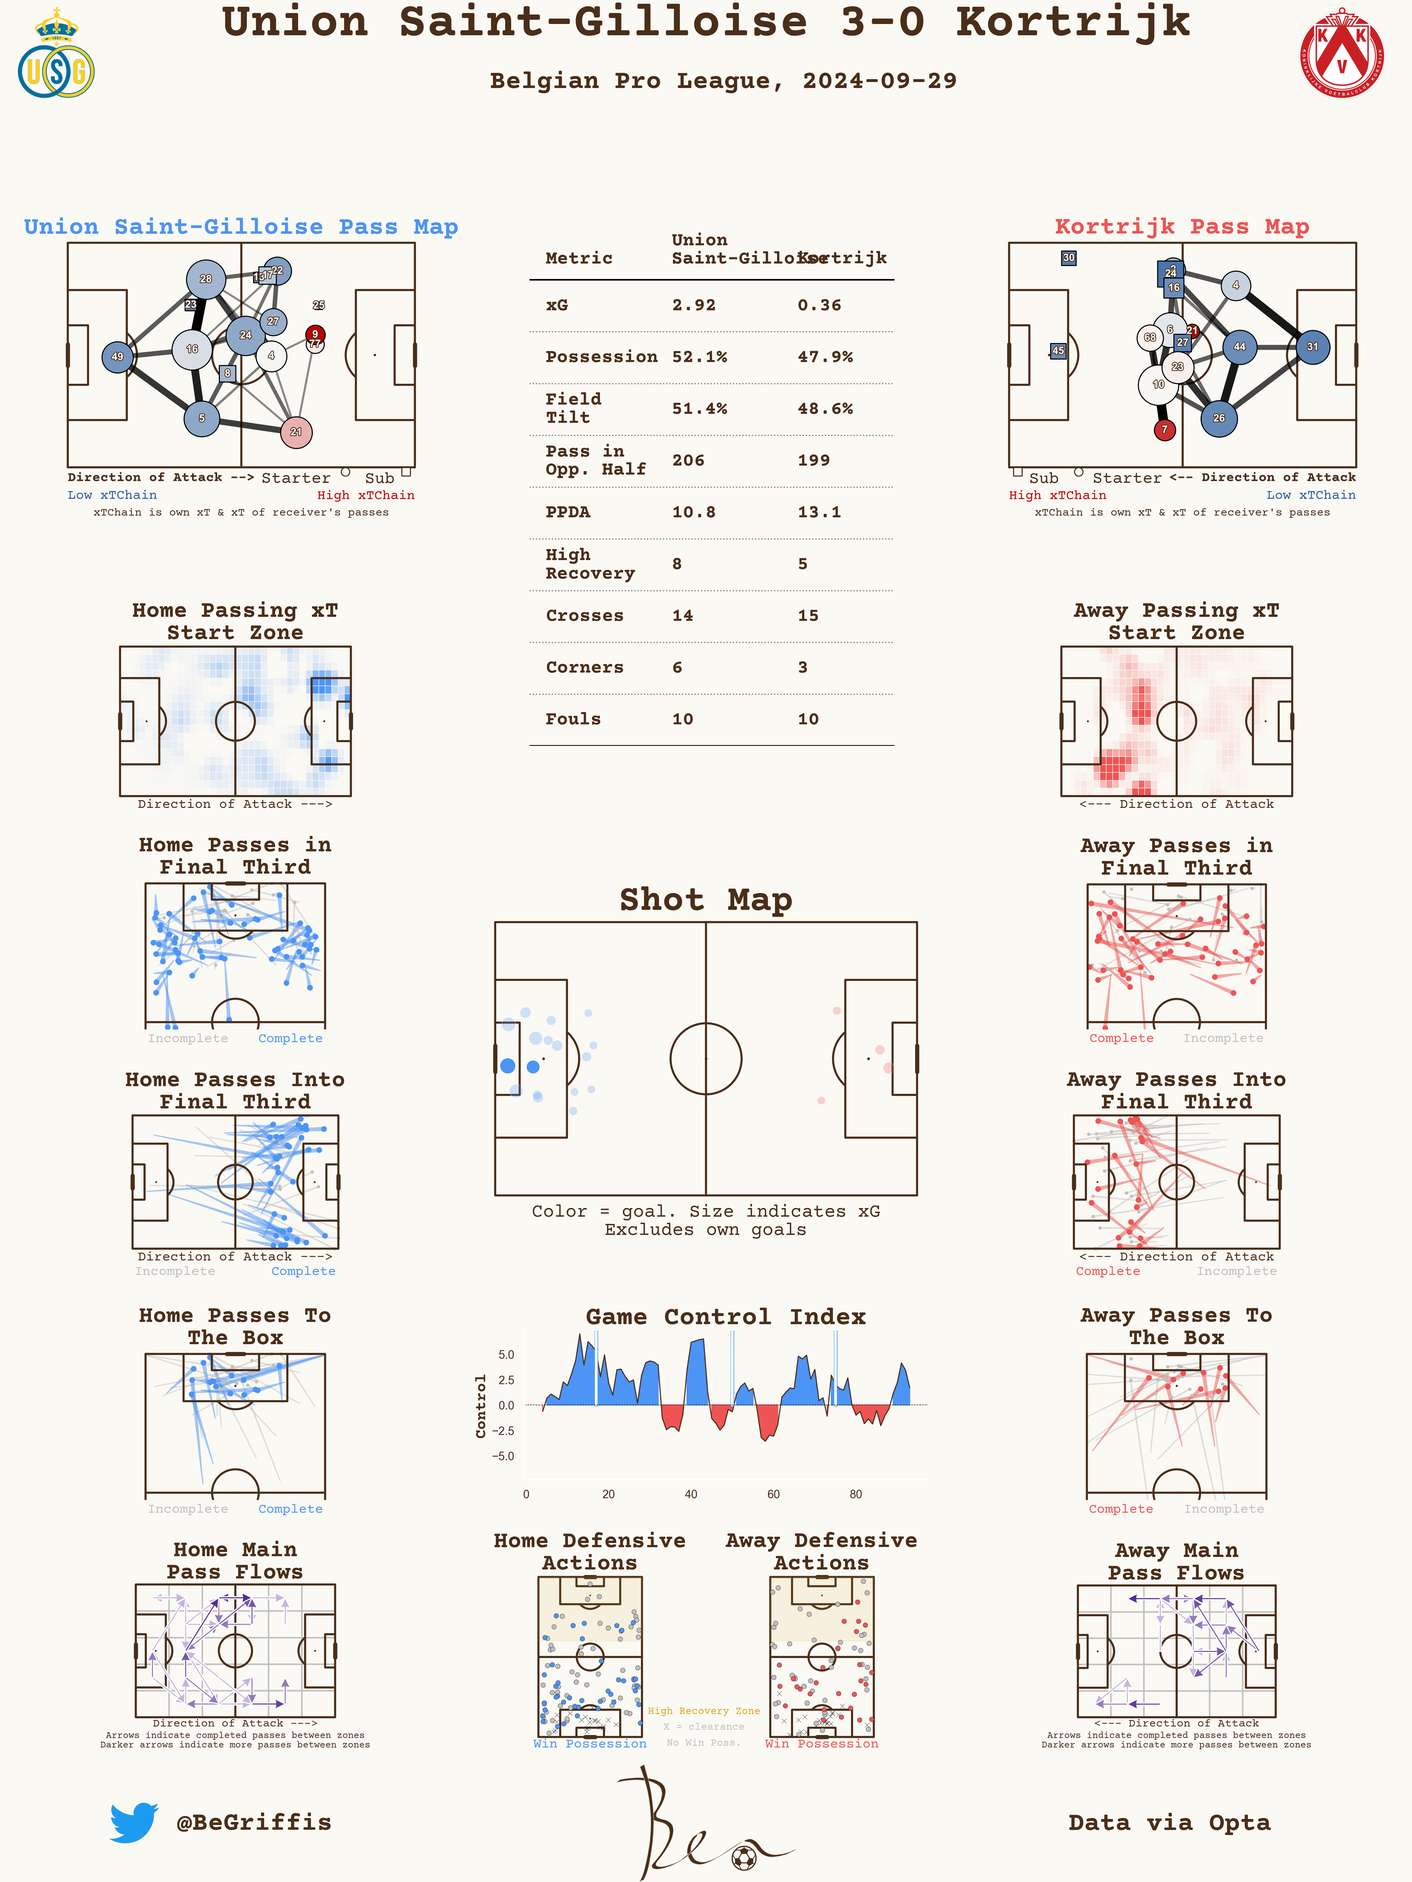 Union Saint-Gilloise 3-0 Kortrijk
Belgian Pro League, 2024-09-29
Union Saint-Gilloise Pass Map
28
22
17
23
25
27
24
9
77
16
4
49
8
5
21
Direction of Attack --> Starter Sub
Low xTChain High xTChain
xTChain is own xT & xT of receiver's passes
Metric Union Saint-Gilloise Kortrijk
xG 2.92 0.36
Possession 52.1% 47.9%
Field Tilt 51.4% 48.6%
Pass in Opp. Half 206 199
PPDA 10.8 13.1
High Recovery 8 5
Crosses 14 15
Corners 6 3
Fouls 10 10
Kortrijk Pass Map
30
24
16
4
6
21
68
27
44
31
45
23
10
26
7
Sub Starter <-- Direction of Attack
High xTChain Low xTChain
xTChain is own xT & xT of receiver's passes
Home Passing xT
Start Zone
Direction of Attack --->
Away Passing xT
Start Zone
<--- Direction of Attack
Home Passes in
Final Third
Incomplete Complete
Shot Map
Color = goal. Size indicates xG
Excludes own goals
Away Passes in
Final Third
Complete Incomplete
Home Passes Into
Final Third
Direction of Attack --->
Incomplete Complete
Away Passes Into
Final Third
<--- Direction of Attack
Complete Incomplete
Home Passes To
The Box
Incomplete Complete
Game Control Index
Control
5.0
2.5
0.0
−2.5
−5.0
0 20 40 60 80
Away Passes To
The Box
Complete Incomplete
Home Main
Pass Flows
Direction of Attack --->
Arrows indicate completed passes between zones
Darker arrows indicate more passes between zones
Home Defensive
Actions
Win Possession
High Recovery Zone
X = clearance
No Win Poss.
Away Defensive
Actions
Win Possession
Away Main
Pass Flows
<--- Direction of Attack
Arrows indicate completed passes between zones
Darker arrows indicate more passes between zones
@BeGriffis
Ben
Data via Opta
USG
K K
V